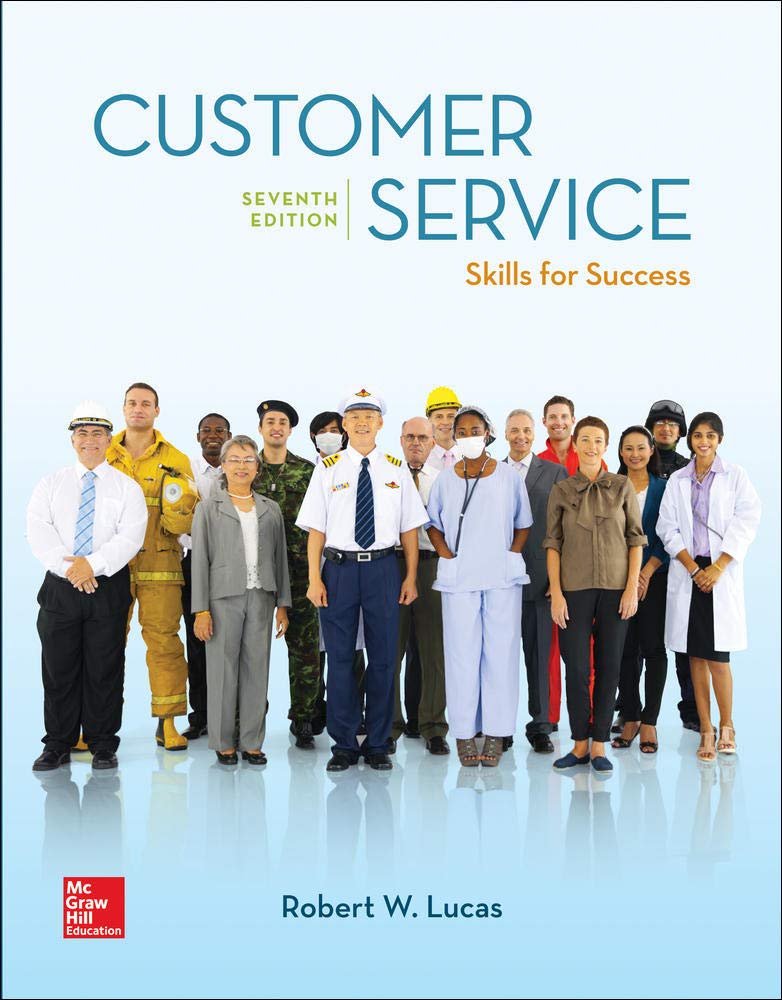 CUSTOMER
SEVENTH
EDITION
SERVICE
Skills for Success
Mc
Graw
Hill
Education
Robert W. Lucas